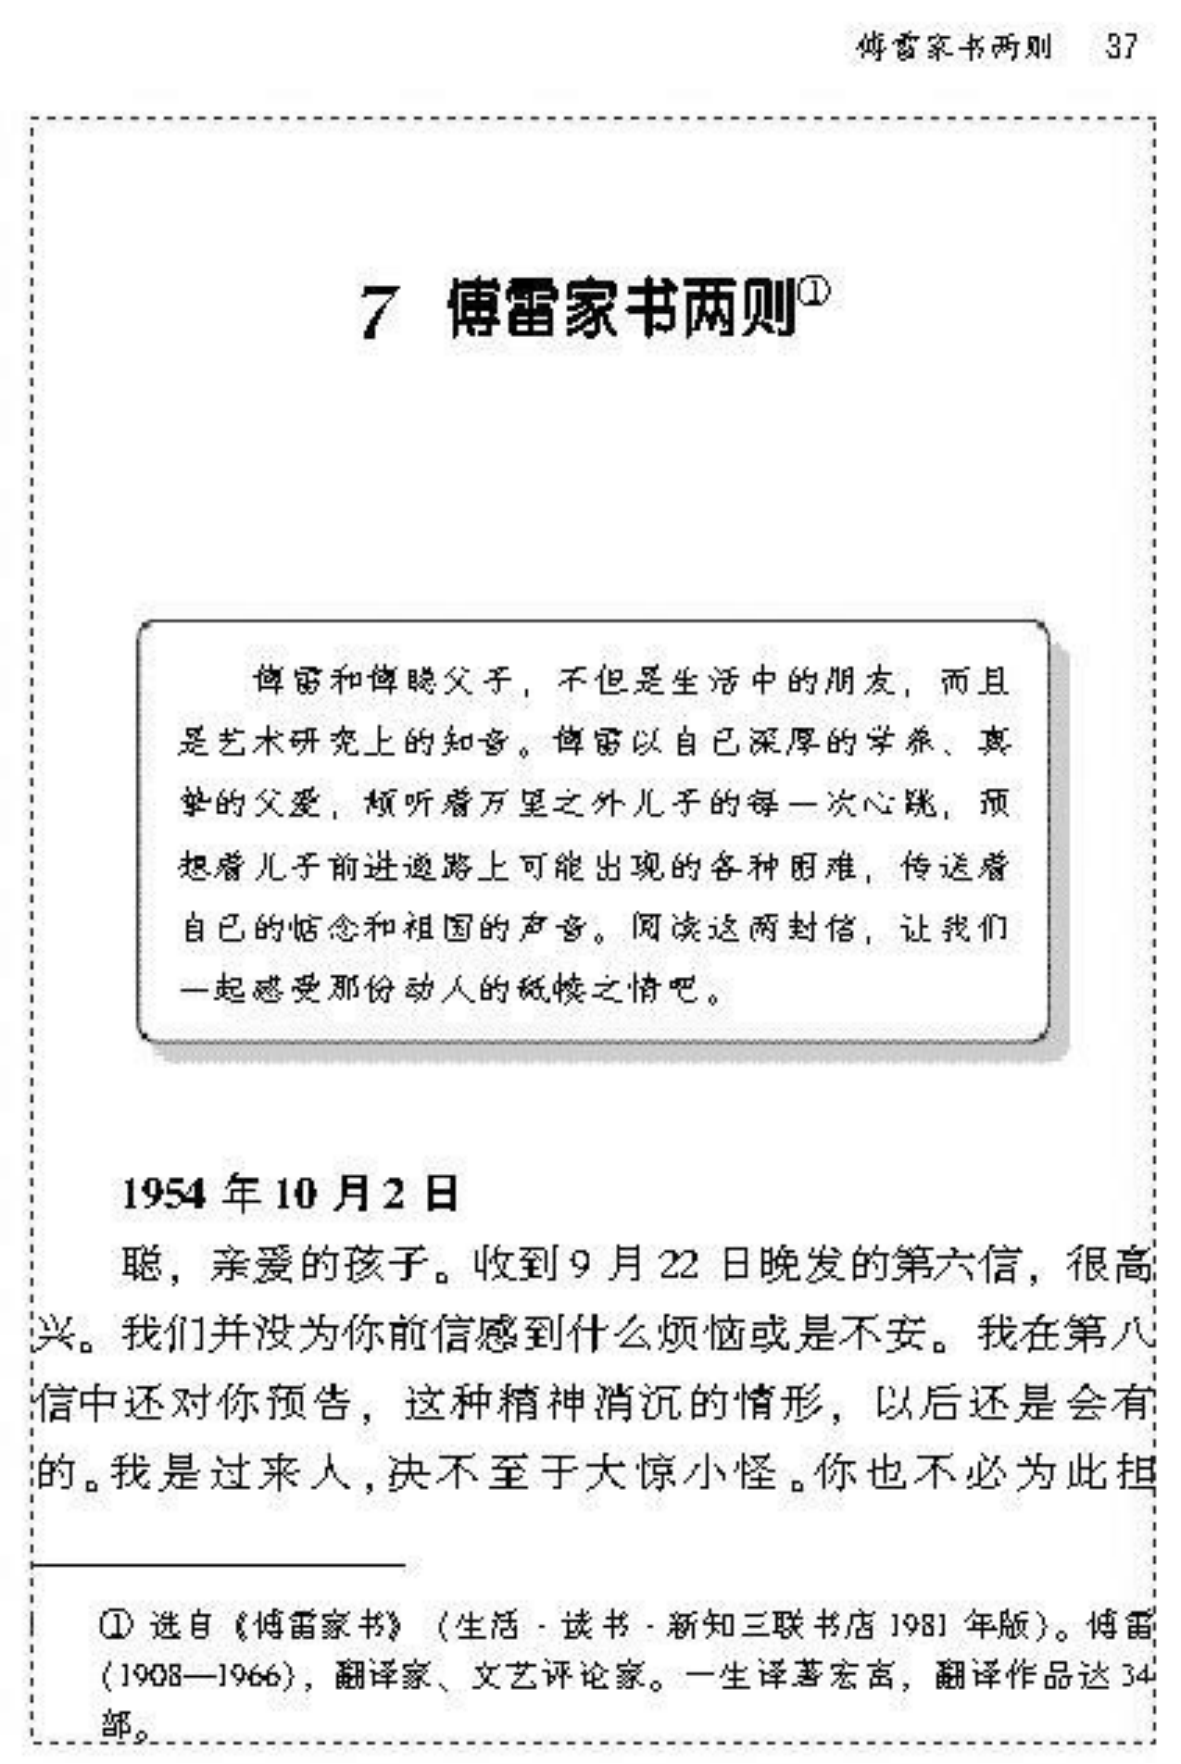 傅雷家书两则 37
7 傅雷家书两则①
傅雷和傅聪父子，不但是生活中的朋友，而且
是艺术研究上的知音。傅雷以自己深厚的学养、真
挚的父爱，倾听着万里之外儿子的每一次心跳，预
想着儿子前进道路上可能出现的各种困难，传送着
自己的惦念和祖国的声音。阅读这两封信，让我们
一起感受那份动人的舐犊之情吧。
1954 年 10 月 2 日
聪，亲爱的孩子。收到 9 月 22 日晚发的第六信，很高
兴。我们并没为你前信感到什么烦恼或是不安。我在第八
信中还对你预告，这种精神消沉的情形，以后还是会有
的。我是过来人，决不至于大惊小怪。你也不必为此担
① 选自《傅雷家书》（生活·读书·新知三联书店 1981 年版）。傅雷
（1908—1966），翻译家、文艺评论家。一生译著宏富，翻译作品达 34
部。